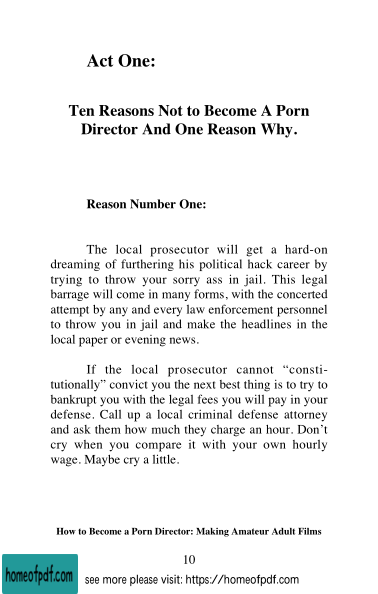 Act One:
Ten Reasons Not to Become A Porn
Director And One Reason Why.
Reason Number One:
The local prosecutor will get a hard-on
dreaming of furthering his political hack career by
trying to throw your sorry ass in jail. This legal
barrage will come in many forms, with the concerted
attempt by any and every law enforcement personnel
to throw you in jail and make the headlines in the
local paper or evening news.
If the local prosecutor cannot “consti-
tutionally” convict you the next best thing is to try to
bankrupt you with the legal fees you will pay in your
defense. Call up a local criminal defense attorney
and ask them how much they charge an hour. Don’t
cry when you compare it with your own hourly
wage. Maybe cry a little.
How to Become a Porn Director: Making Amateur Adult Films
10
homeofpdf.com
see more please visit: https://homeofpdf.com